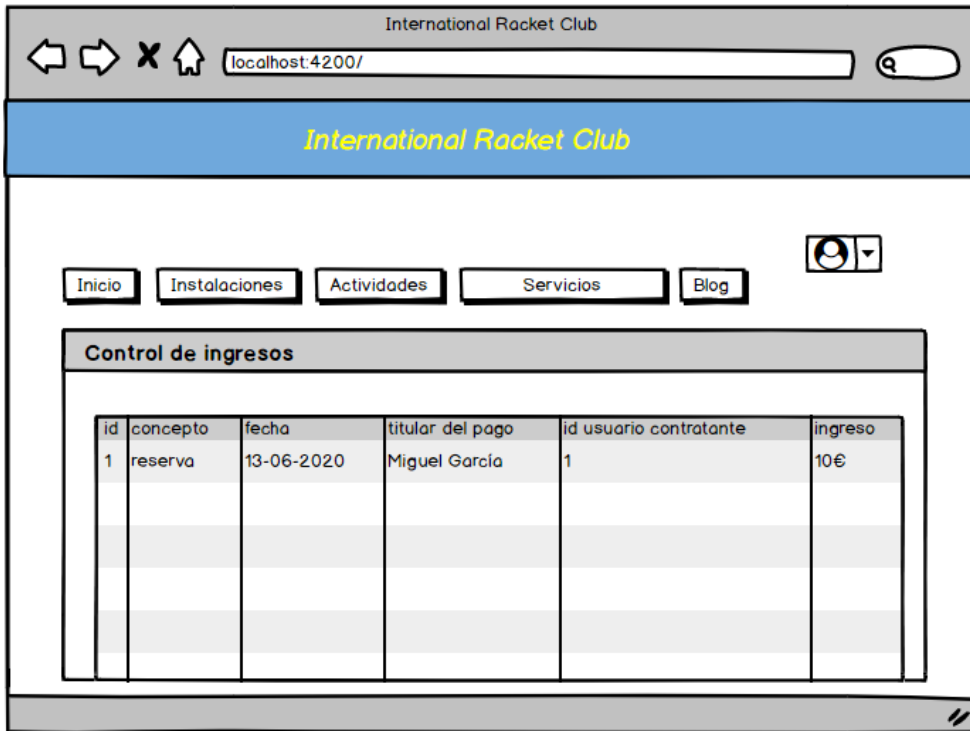 International Racket Club
localhost:4200/
International Racket Club
Inicio Instalaciones Actividades Servicios Blog
Control de ingresos
id concepto fecha titular del pago id usuario contratante ingreso
1 reserva 13-06-2020 Miguel García 1 10€